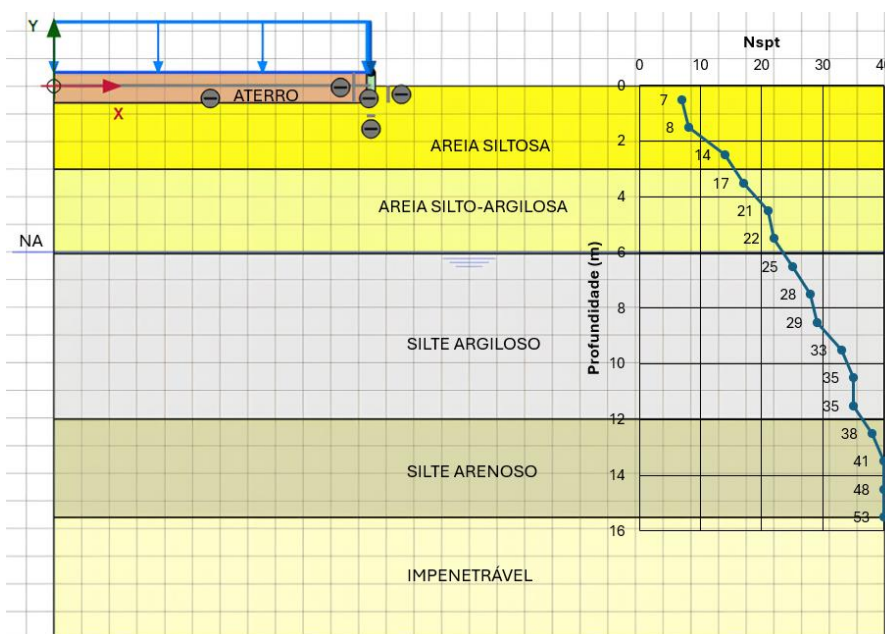 Y
X
ATERRO
AREIA SILTOSA
AREIA SILTO-ARGILOSA
NA
SILTE ARGILOSO
SILTE ARENOSO
IMPENETRÁVEL
Nspt
0 10 20 30 40
Profundidade (m)
0
2
4
6
8
10
12
14
16
7
8
14
17
21
22
25
28
29
33
35
35
38
41
48
53